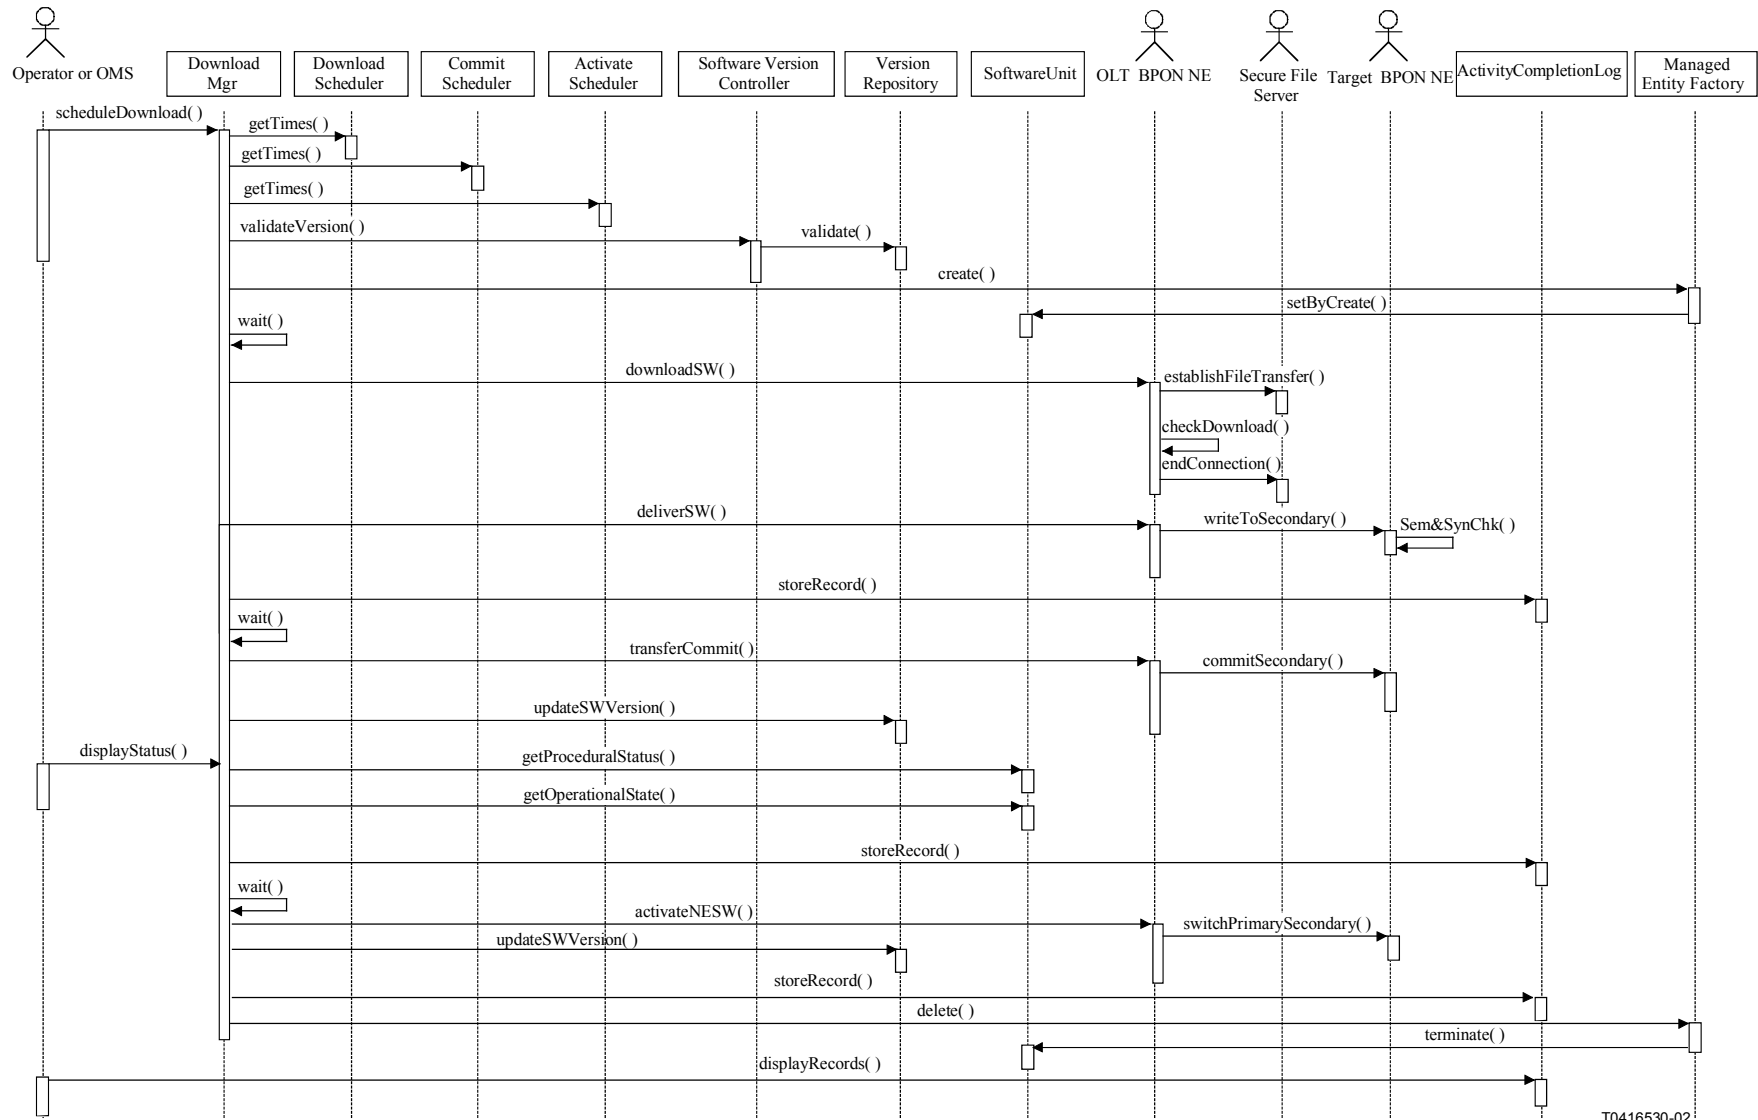 Operator or OMS
Download
Mgr
Download
Scheduler
Commit
Scheduler
Activate
Scheduler
Software Version
Controller
Version
Repository
SoftwareUnit
OLT BPON NE
Secure File
Server
Target BPON NE
ActivityCompletionLog
Managed
Entity Factory
scheduleDownload( )
getTimes( )
getTimes( )
getTimes( )
validateVersion( )
validate( )
create( )
setByCreate( )
wait( )
downloadSW( )
establishFileTransfer( )
checkDownload( )
endConnection( )
deliverSW( )
writeToSecondary( )
Sem&SynChk( )
storeRecord( )
wait( )
transferCommit( )
commitSecondary( )
updateSWVersion( )
displayStatus( )
getProceduralStatus( )
getOperationalState( )
storeRecord( )
wait( )
activateNESW( )
switchPrimarySecondary( )
updateSWVersion( )
storeRecord( )
delete( )
terminate( )
displayRecords( )
T0416530-02